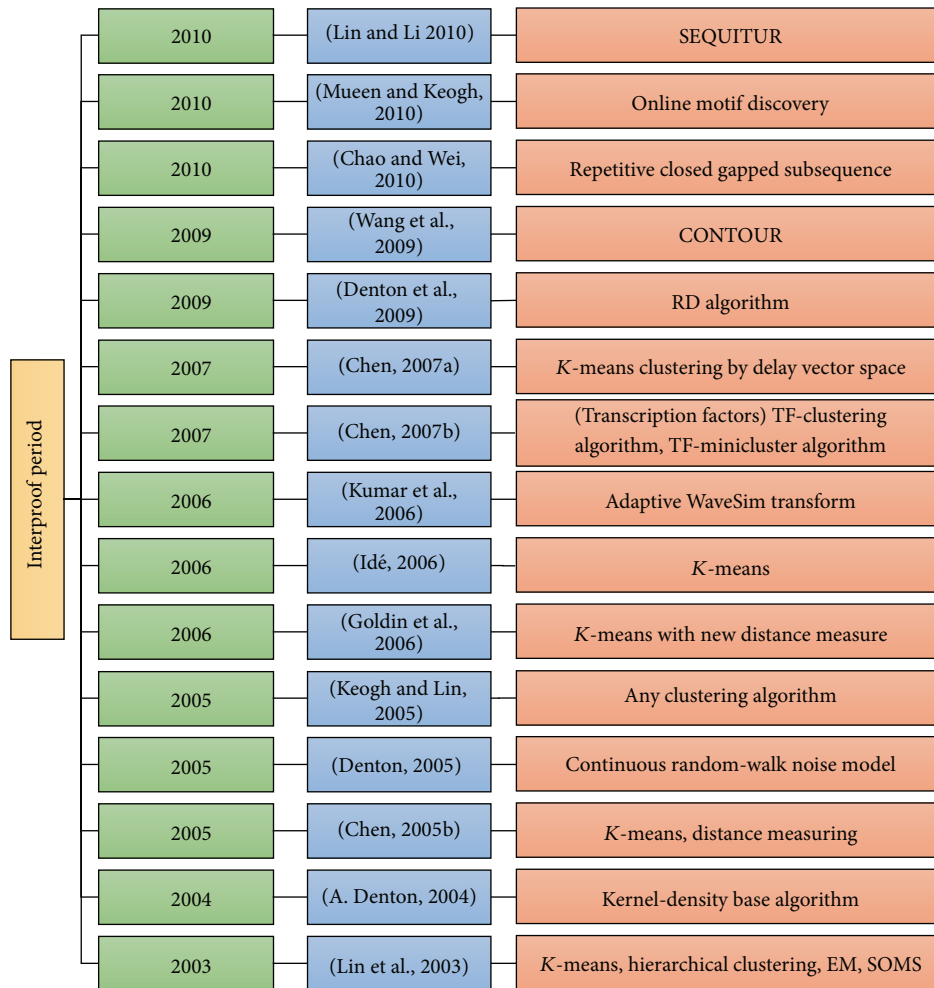 2010
(Lin and Li 2010)
SEQUITUR
2010
(Mueen and Keogh,
2010)
Online motif discovery
2010
(Chao and Wei,
2010)
Repetitive closed gapped subsequence
2009
(Wang et al.,
2009)
CONTOUR
2009
(Denton et al.,
2009)
RD algorithm
2007
(Chen, 2007a)
K-means clustering by delay vector space
2007
(Chen, 2007b)
(Transcription factors) TF-clustering
algorithm, TF-minicluster algorithm
Interproof period
2006
(Kumar et al.,
2006)
Adaptive WaveSim transform
2006
(Idé, 2006)
K-means
2006
(Goldin et al.,
2006)
K-means with new distance measure
2005
(Keogh and Lin,
2005)
Any clustering algorithm
2005
(Denton, 2005)
Continuous random-walk noise model
2005
(Chen, 2005b)
K-means, distance measuring
2004
(A. Denton, 2004)
Kernel-density base algorithm
2003
(Lin et al., 2003)
K-means, hierarchical clustering, EM, SOMS